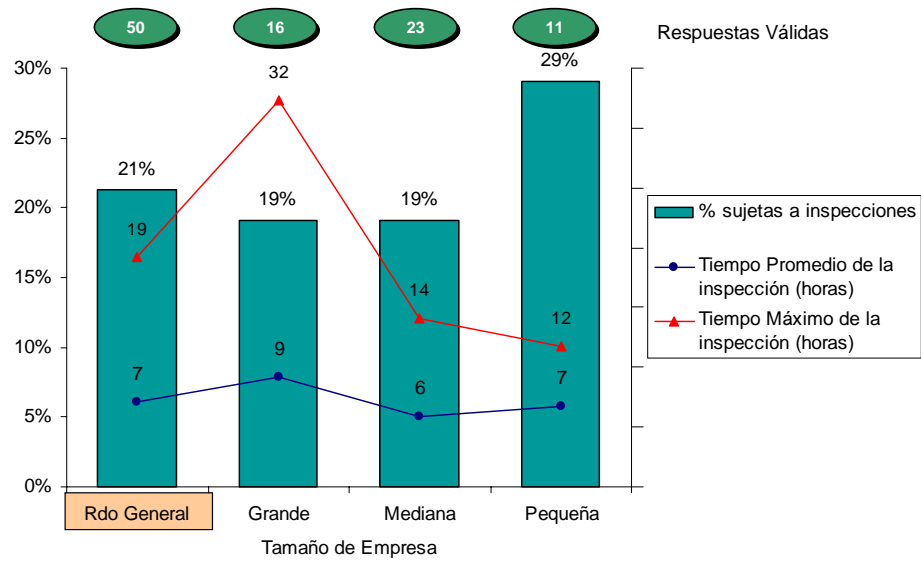 50 16 23 11 Respuestas Válidas
30%
25%
20%
15%
10%
5%
0%
21%
19%
19%
29%
19
32
14
12
7
9
6
7
% sujetas a inspecciones
Tiempo Promedio de la
inspección (horas)
Tiempo Máximo de la
inspección (horas)
Rdo General Grande Mediana Pequeña
Tamaño de Empresa